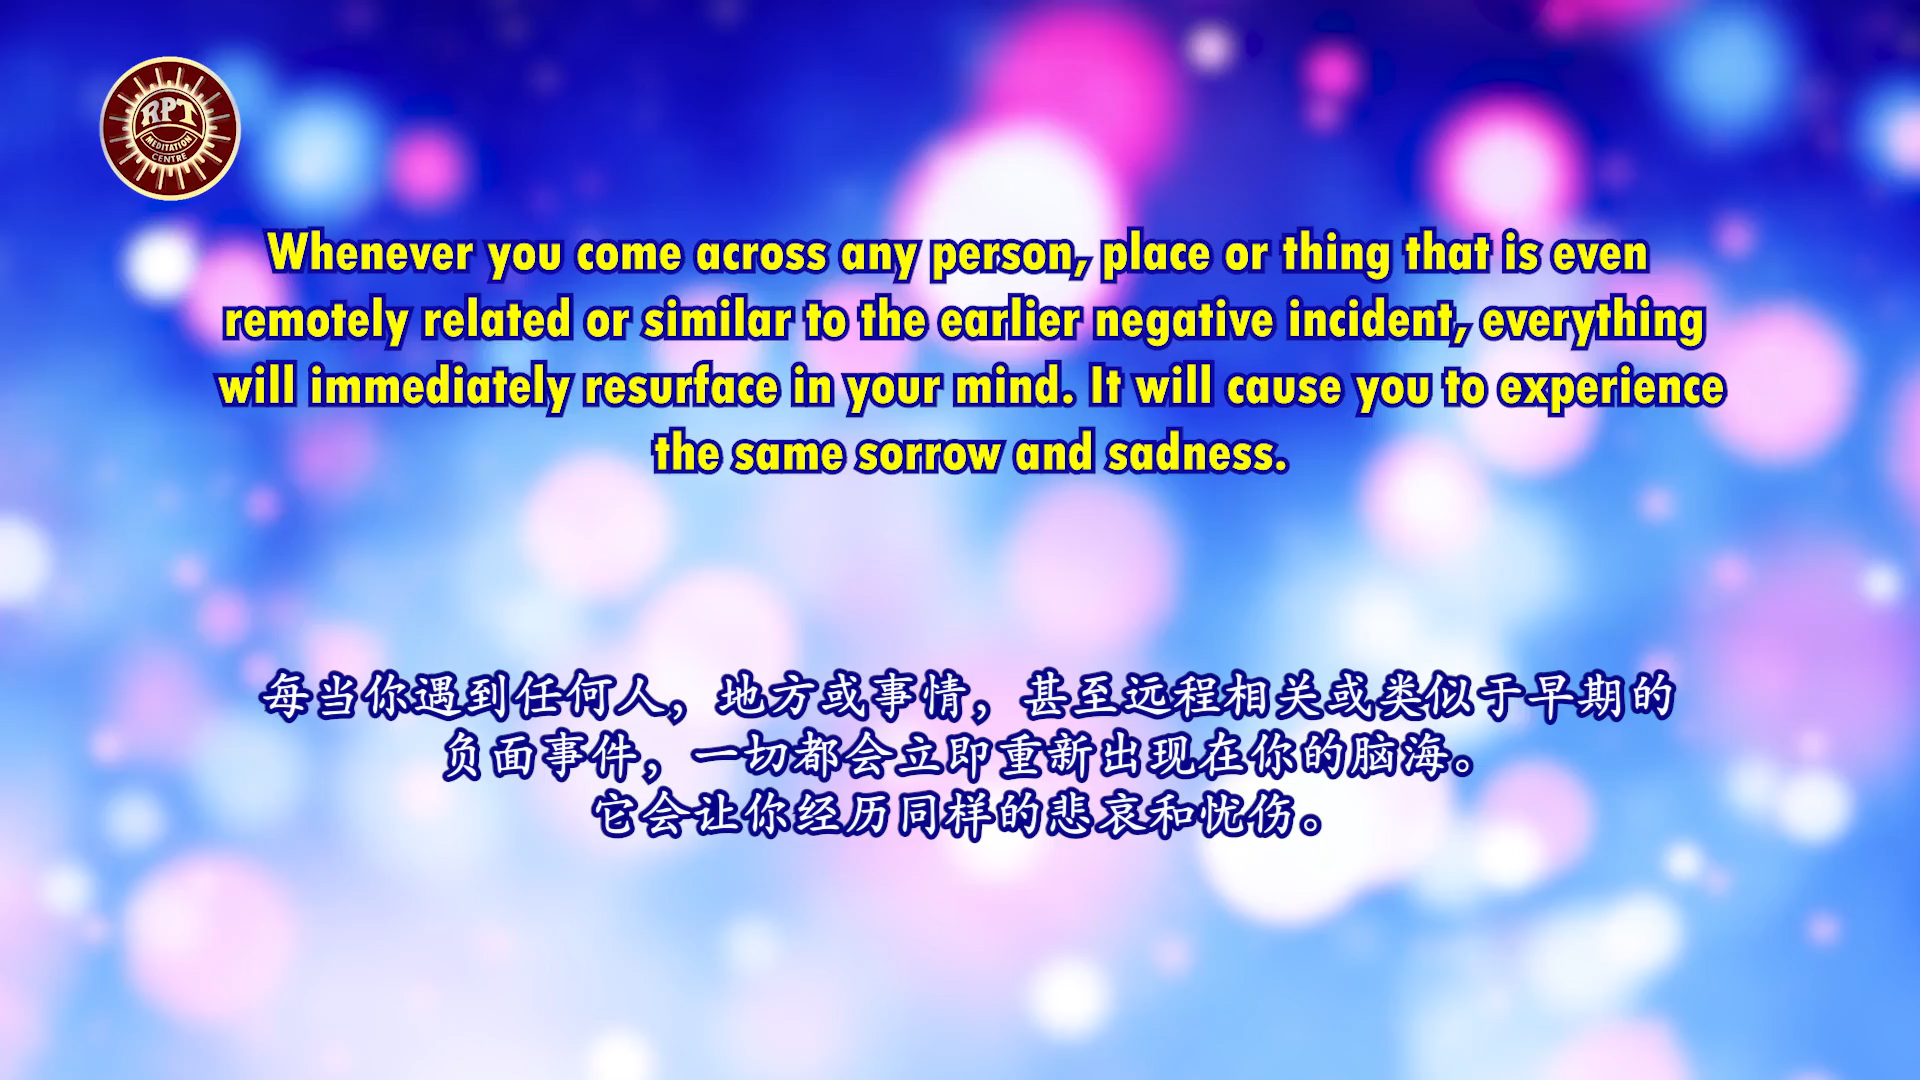 RPT
MEDITATION
CENTRE
Whenever you come across any person, place or thing that is even
remotely related or similar to the earlier negative incident, everything
will immediately resurface in your mind. It will cause you to experience
the same sorrow and sadness.
每当你遇到任何人，地方或事情，甚至远程相关或类似于早期的
负面事件，一切都会立即重新出现在你的脑海。
它会让你经历同样的悲哀和忧伤。